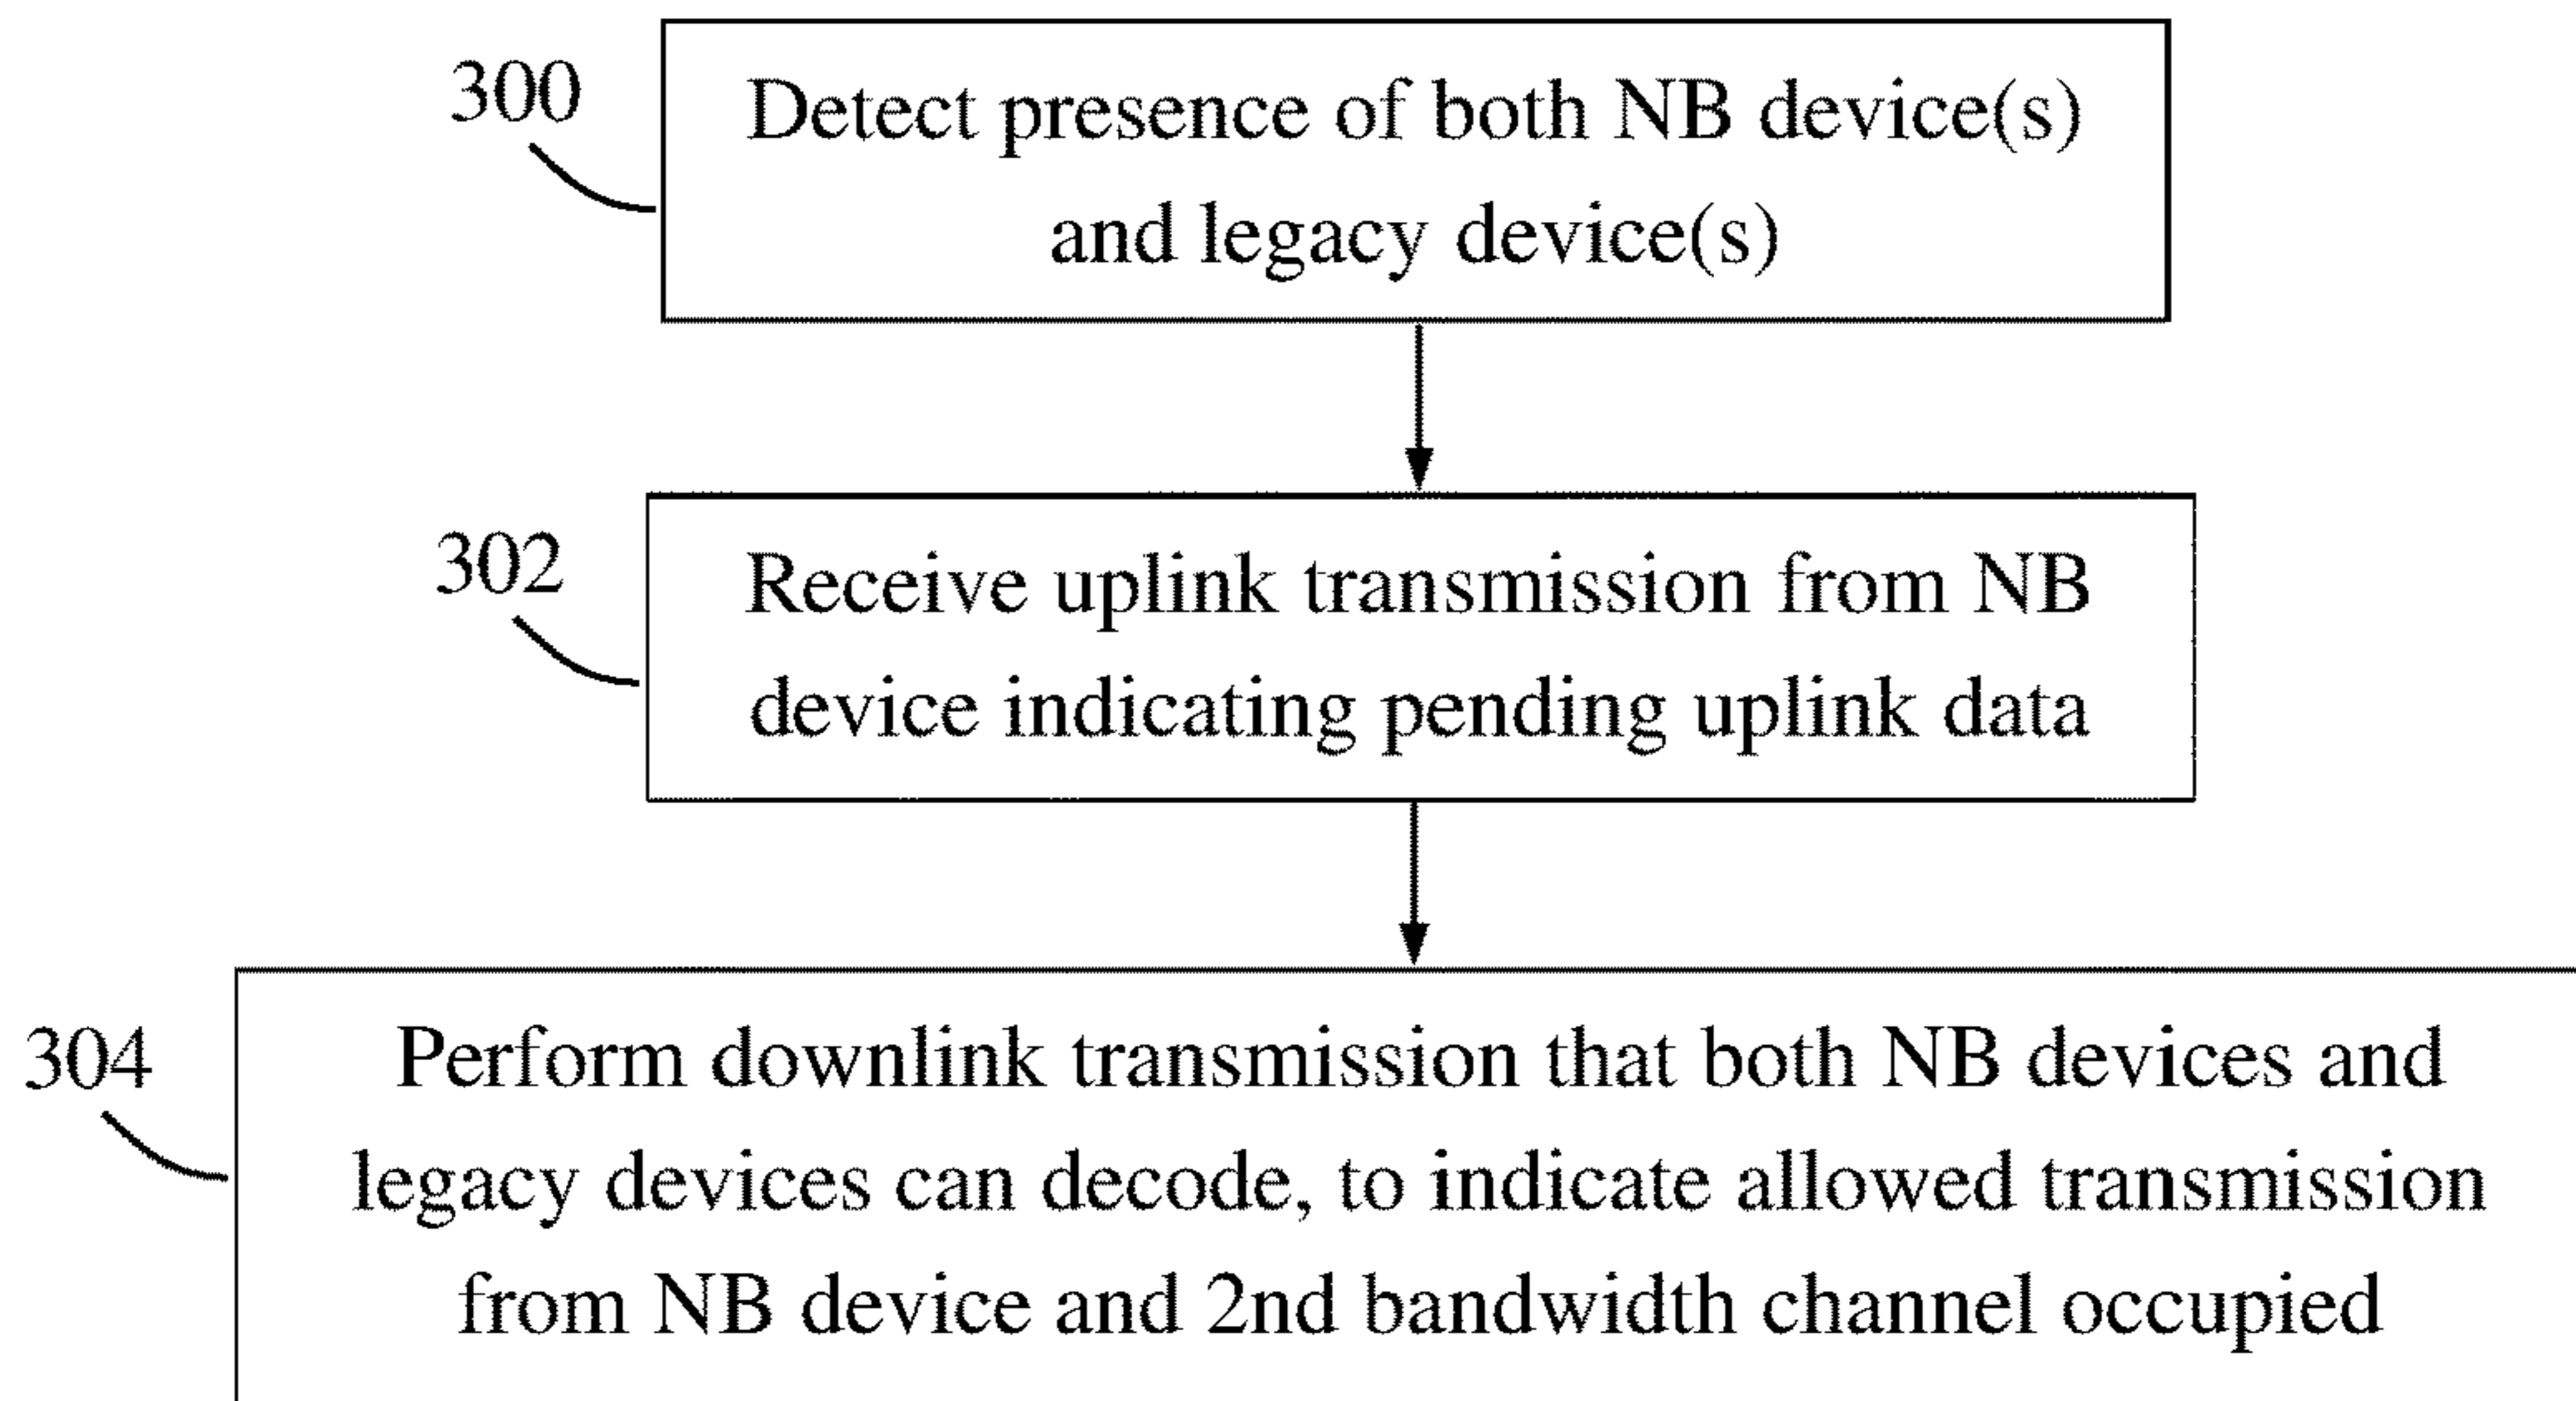 300
Detect presence of both NB device(s)
and legacy device(s)
302
Receive uplink transmission from NB
device indicating pending uplink data
304
Perform downlink transmission that both NB devices and
legacy devices can decode, to indicate allowed transmission
from NB device and 2nd bandwidth channel occupied